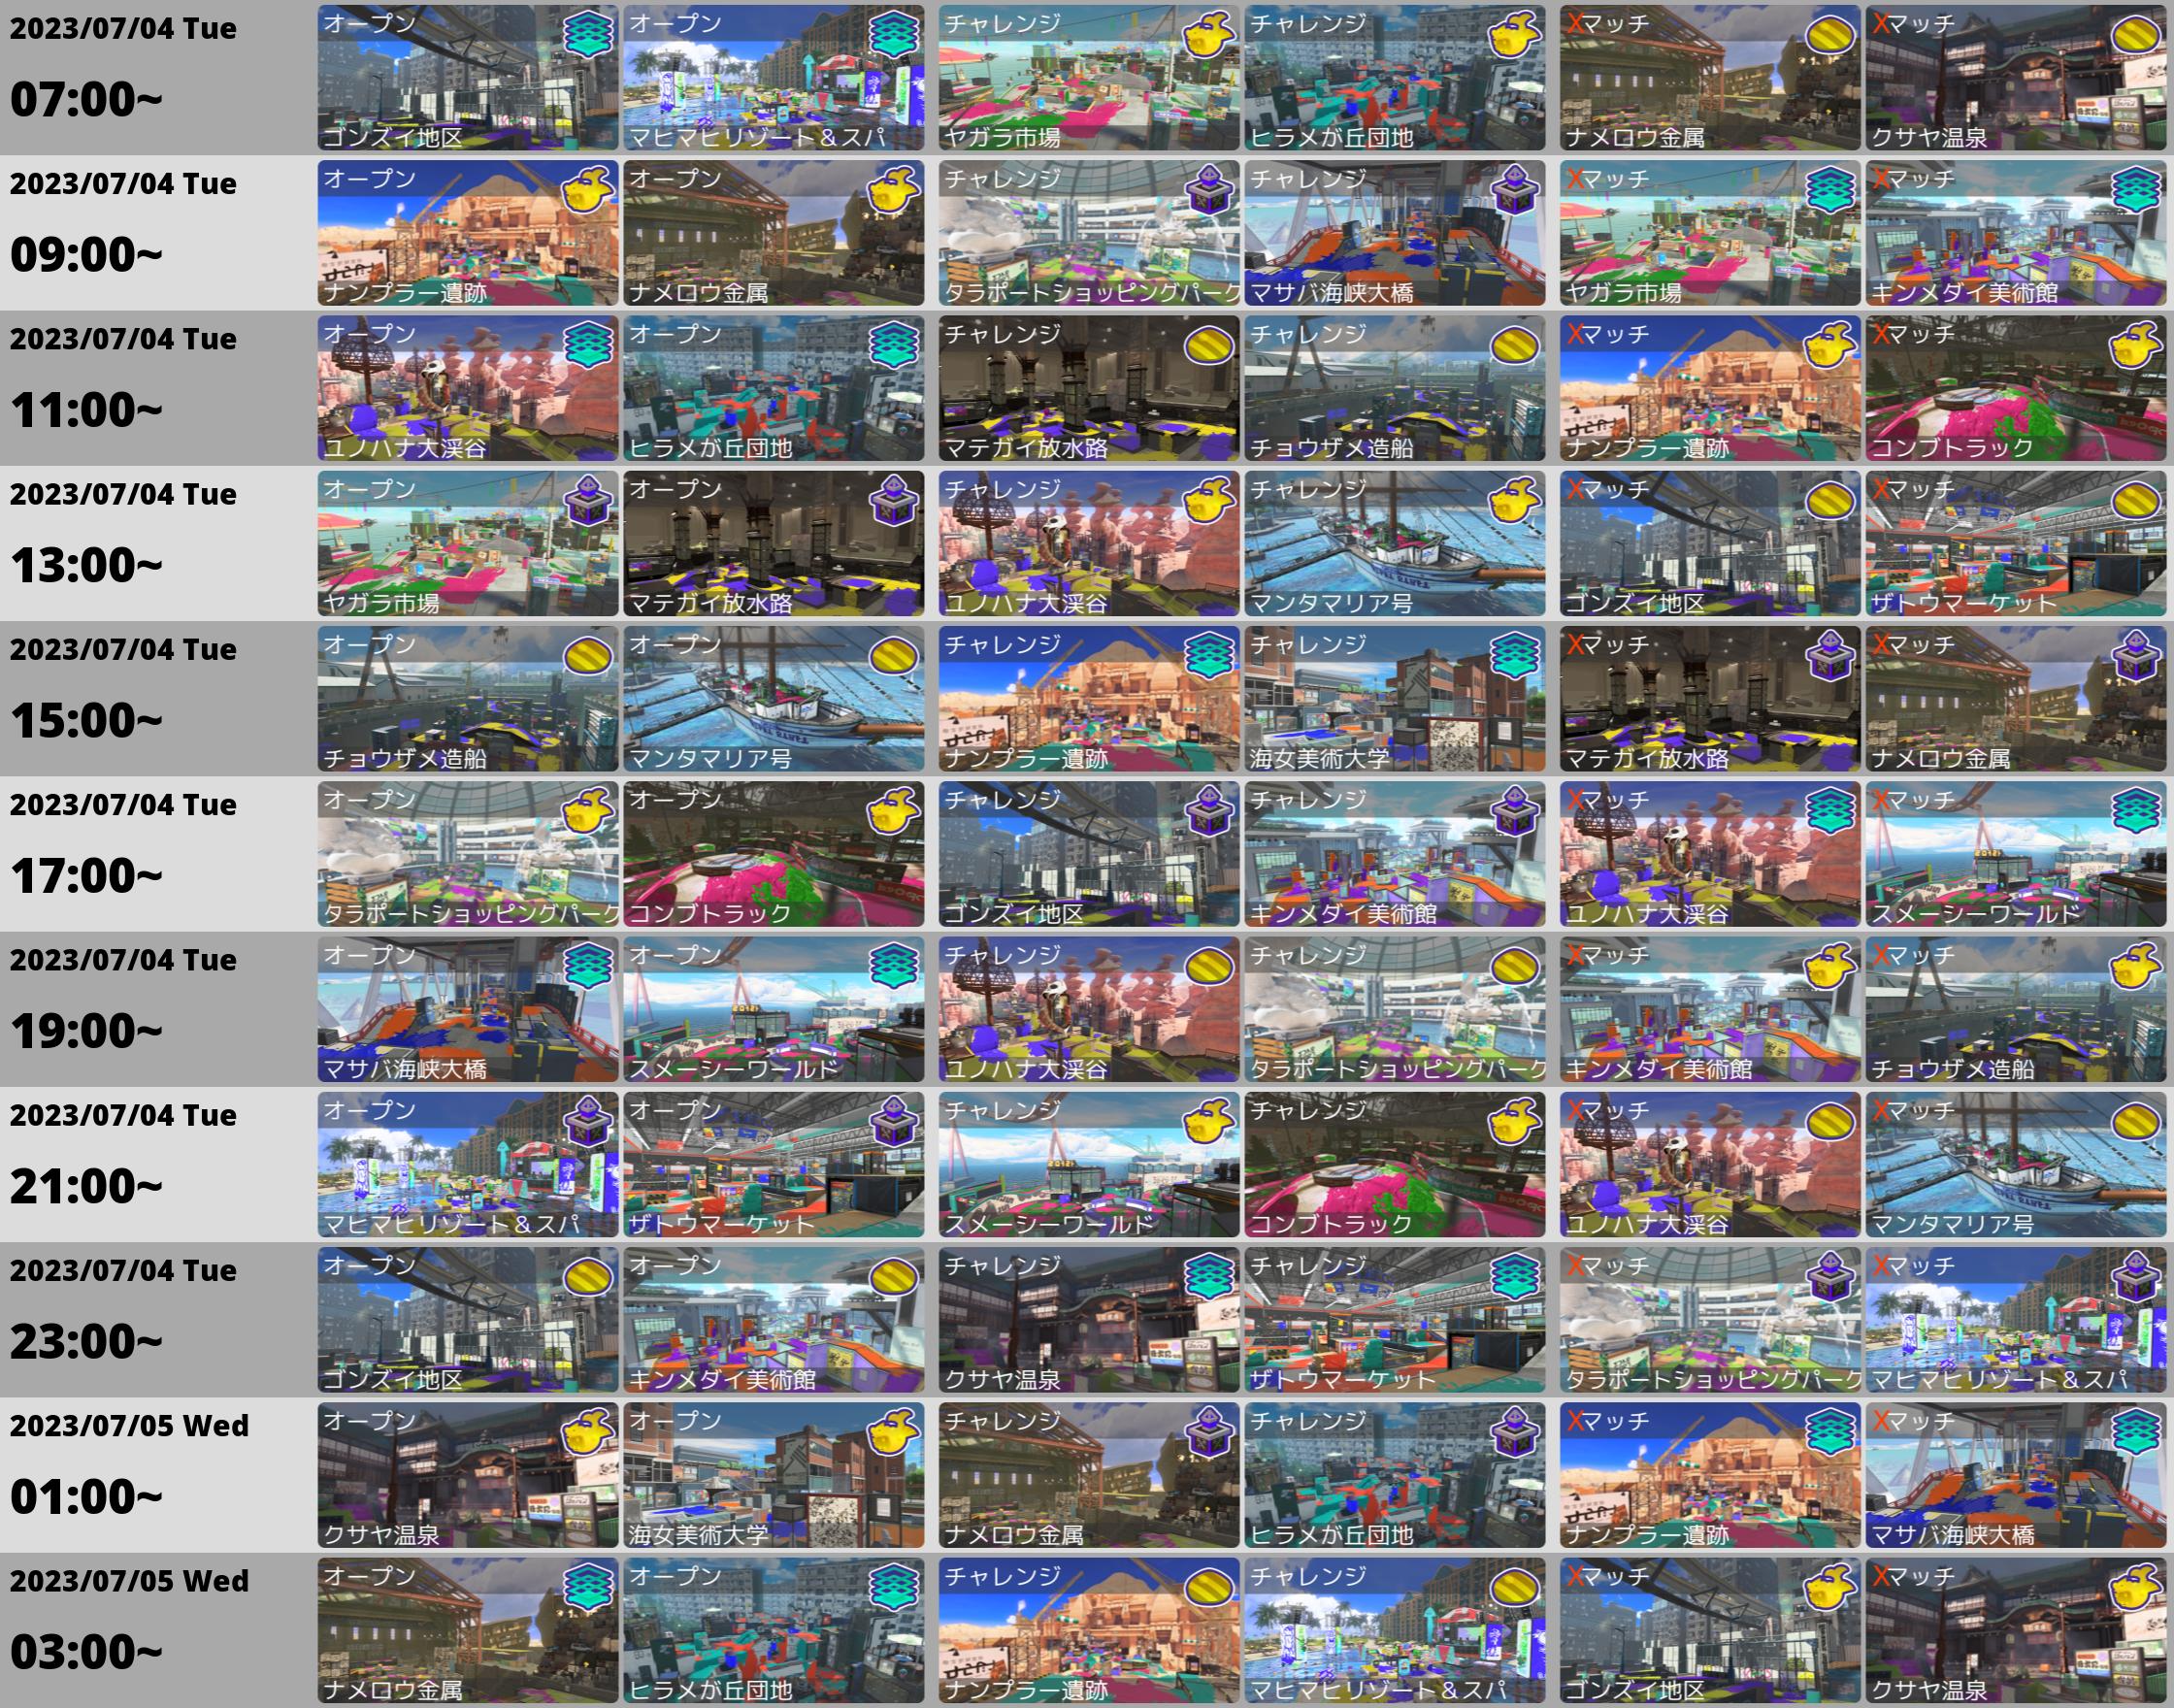 2023/07/04 Tue
07:00~
オープン
ゴンズイ地区
オープン
マヒマヒリゾート＆スパ
チャレンジ
ヤガラ市場
チャレンジ
ヒラメが丘団地
Xマッチ
ナメロウ金属
Xマッチ
クサヤ温泉
2023/07/04 Tue
09:00~
オープン
ナンプラー遺跡
オープン
ナメロウ金属
チャレンジ
タラポートショッピングパーク
チャレンジ
マサバ海峡大橋
Xマッチ
ヤガラ市場
Xマッチ
キンメダイ美術館
2023/07/04 Tue
11:00~
オープン
ユノハナ大渓谷
オープン
ヒラメが丘団地
チャレンジ
マテガイ放水路
チャレンジ
チョウザメ造船
Xマッチ
ナンプラー遺跡
Xマッチ
コンブトラック
2023/07/04 Tue
13:00~
オープン
ヤガラ市場
オープン
マテガイ放水路
チャレンジ
ユノハナ大渓谷
チャレンジ
マンタマリア号
Xマッチ
ゴンズイ地区
Xマッチ
ザトウマーケット
2023/07/04 Tue
15:00~
オープン
チョウザメ造船
オープン
マンタマリア号
チャレンジ
ナンプラー遺跡
チャレンジ
海女美術大学
Xマッチ
マテガイ放水路
Xマッチ
ナメロウ金属
2023/07/04 Tue
17:00~
オープン
タラポートショッピングパーク
オープン
コンブトラック
チャレンジ
ゴンズイ地区
チャレンジ
キンメダイ美術館
Xマッチ
ユノハナ大渓谷
Xマッチ
スメーシーワールド
2023/07/04 Tue
19:00~
オープン
マサバ海峡大橋
オープン
スメーシーワールド
チャレンジ
ユノハナ大渓谷
チャレンジ
タラポートショッピングパーク
Xマッチ
キンメダイ美術館
Xマッチ
チョウザメ造船
2023/07/04 Tue
21:00~
オープン
マヒマヒリゾート＆スパ
オープン
ザトウマーケット
チャレンジ
スメーシーワールド
チャレンジ
コンブトラック
Xマッチ
ユノハナ大渓谷
Xマッチ
マンタマリア号
2023/07/04 Tue
23:00~
オープン
ゴンズイ地区
オープン
キンメダイ美術館
チャレンジ
クサヤ温泉
チャレンジ
ザトウマーケット
Xマッチ
タラポートショッピングパーク
Xマッチ
マヒマヒリゾート＆スパ
2023/07/05 Wed
01:00~
オープン
クサヤ温泉
オープン
海女美術大学
チャレンジ
ナメロウ金属
チャレンジ
ヒラメが丘団地
Xマッチ
ナンプラー遺跡
Xマッチ
マサバ海峡大橋
2023/07/05 Wed
03:00~
オープン
ナメロウ金属
オープン
ヒラメが丘団地
チャレンジ
ナンプラー遺跡
チャレンジ
マヒマヒリゾート＆スパ
Xマッチ
ゴンズイ地区
Xマッチ
クサヤ温泉